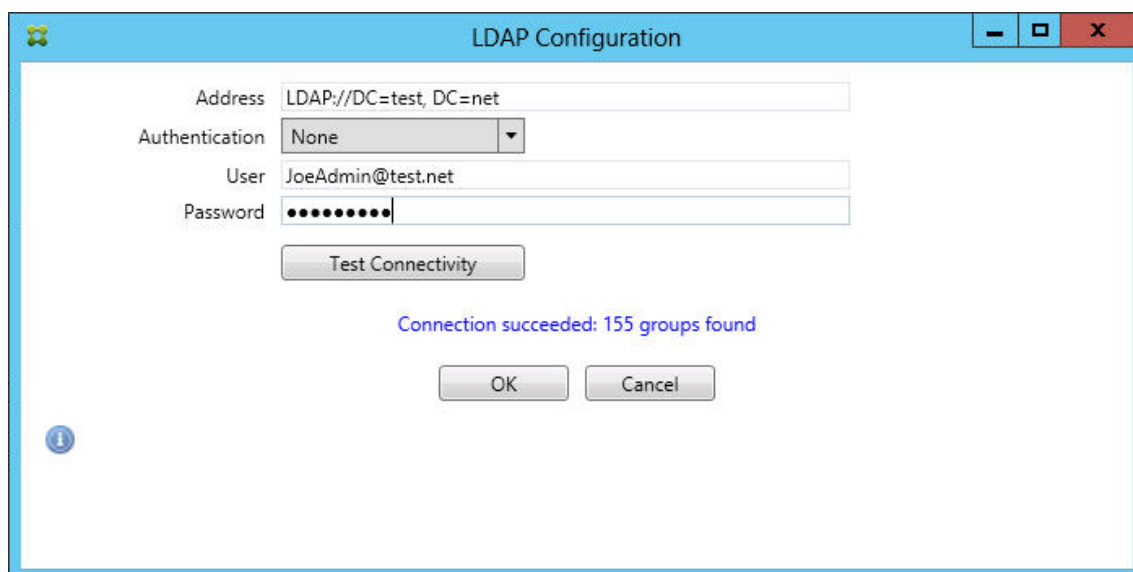 LDAP Configuration
Address LDAP://DC=test, DC=net
Authentication None
User JoeAdmin@test.net
Password ●●●●●●●●●
Test Connectivity
Connection succeeded: 155 groups found
OK Cancel